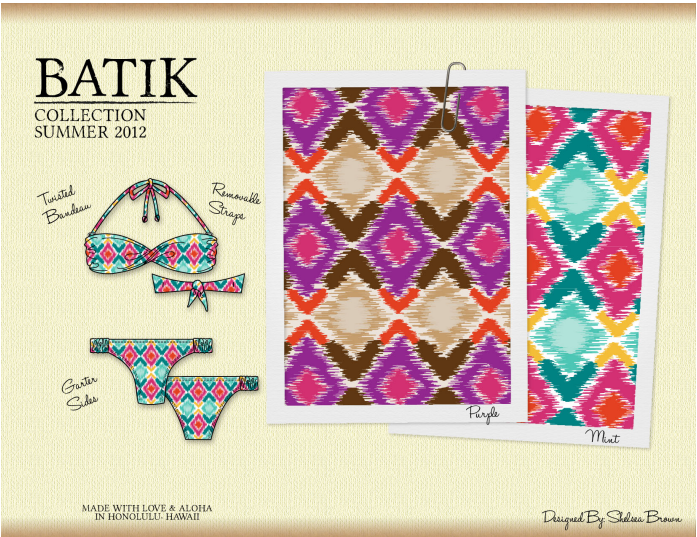 BATIK
COLLECTION
SUMMER 2012
Twisted
Bandeau
Removable
Straps
Garter
Sides
Purple
Mint
MADE WITH LOVE & ALOHA
IN HONOLULU- HAWAII
Designed By: Shelsea Brown